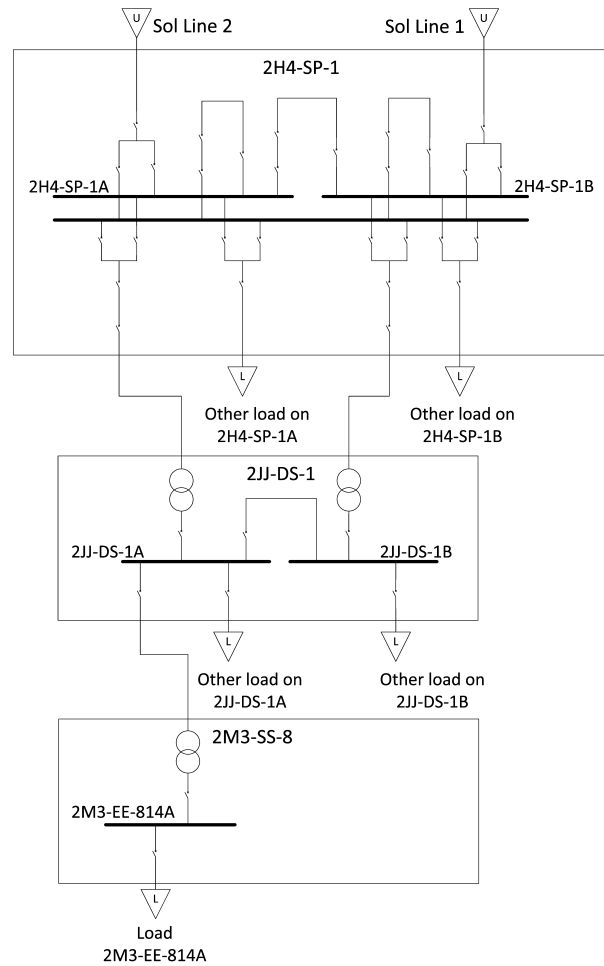 U
U
Sol Line 2
Sol Line 1
2H4-SP-1
2H4-SP-1A
2H4-SP-1B
L
L
Other load on
2H4-SP-1A
Other load on
2H4-SP-1B
2JJ-DS-1
2JJ-DS-1A
2JJ-DS-1B
L
L
Other load on
2JJ-DS-1A
Other load on
2JJ-DS-1B
2M3-SS-8
2M3-EE-814A
L
Load
2M3-EE-814A